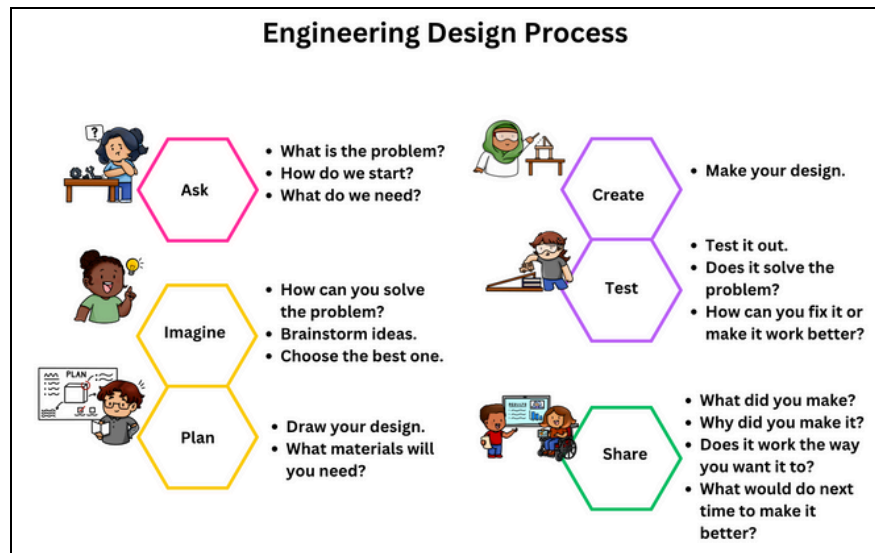 Engineering Design Process
?
Ask
• What is the problem?
• How do we start?
• What do we need?
Imagine
• How can you solve
the problem?
• Brainstorm ideas.
• Choose the best one.
PLAN
Plan
• Draw your design.
• What materials will
you need?
Create
• Make your design.
Test
• Test it out.
• Does it solve the
problem?
• How can you fix it or
make it work better?
RESULTS
Share
• What did you make?
• Why did you make it?
• Does it work the way
you want it to?
• What would do next
time to make it
better?